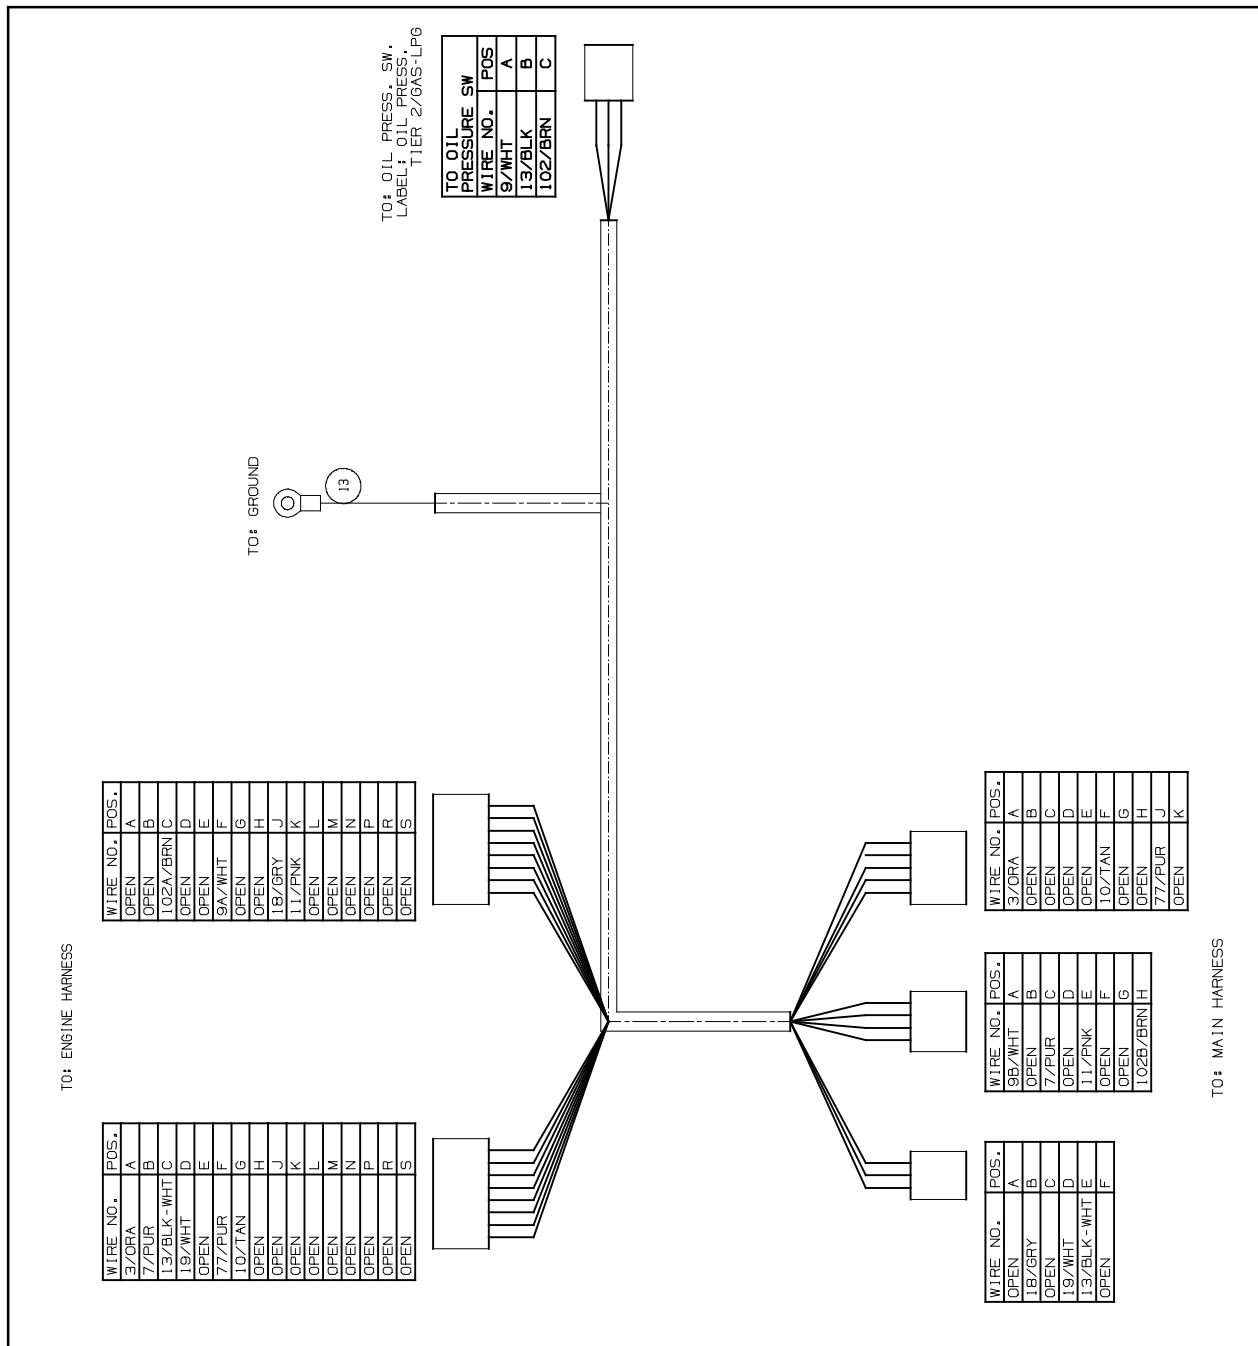 TO: OIL PRESS. SW.
LABEL: OIL PRESS.
TIER 2/GAS-LPG
TO OIL
PRESSURE SW
WIRE NO. POS
9/WHT A
13/BLK B
102/BRN C
TO: GROUND
13
TO: ENGINE HARNESS
WIRE NO. POS.
3/ORA A
7/PUR B
13/BLK-WHT C
19/WHT D
OPEN E
77/PUR F
10/TAN G
OPEN H
OPEN J
OPEN K
OPEN L
OPEN M
OPEN N
OPEN P
OPEN R
OPEN S
WIRE NO. POS.
OPEN A
OPEN B
102A/BRN C
OPEN D
OPEN E
9A/WHT F
OPEN G
OPEN H
18/GRY J
11/PNK K
OPEN L
OPEN M
OPEN N
OPEN P
OPEN R
OPEN S
WIRE NO. POS.
OPEN A
18/GRY B
OPEN C
19/WHT D
13/BLK-WHT E
OPEN F
WIRE NO. POS.
9B/WHT A
OPEN B
7/PUR C
OPEN D
11/PNK E
OPEN F
OPEN G
102B/BRN H
WIRE NO. POS.
3/ORA A
OPEN B
OPEN C
OPEN D
OPEN E
10/TAN F
OPEN G
OPEN H
77/PUR J
OPEN K
TO: MAIN HARNESS